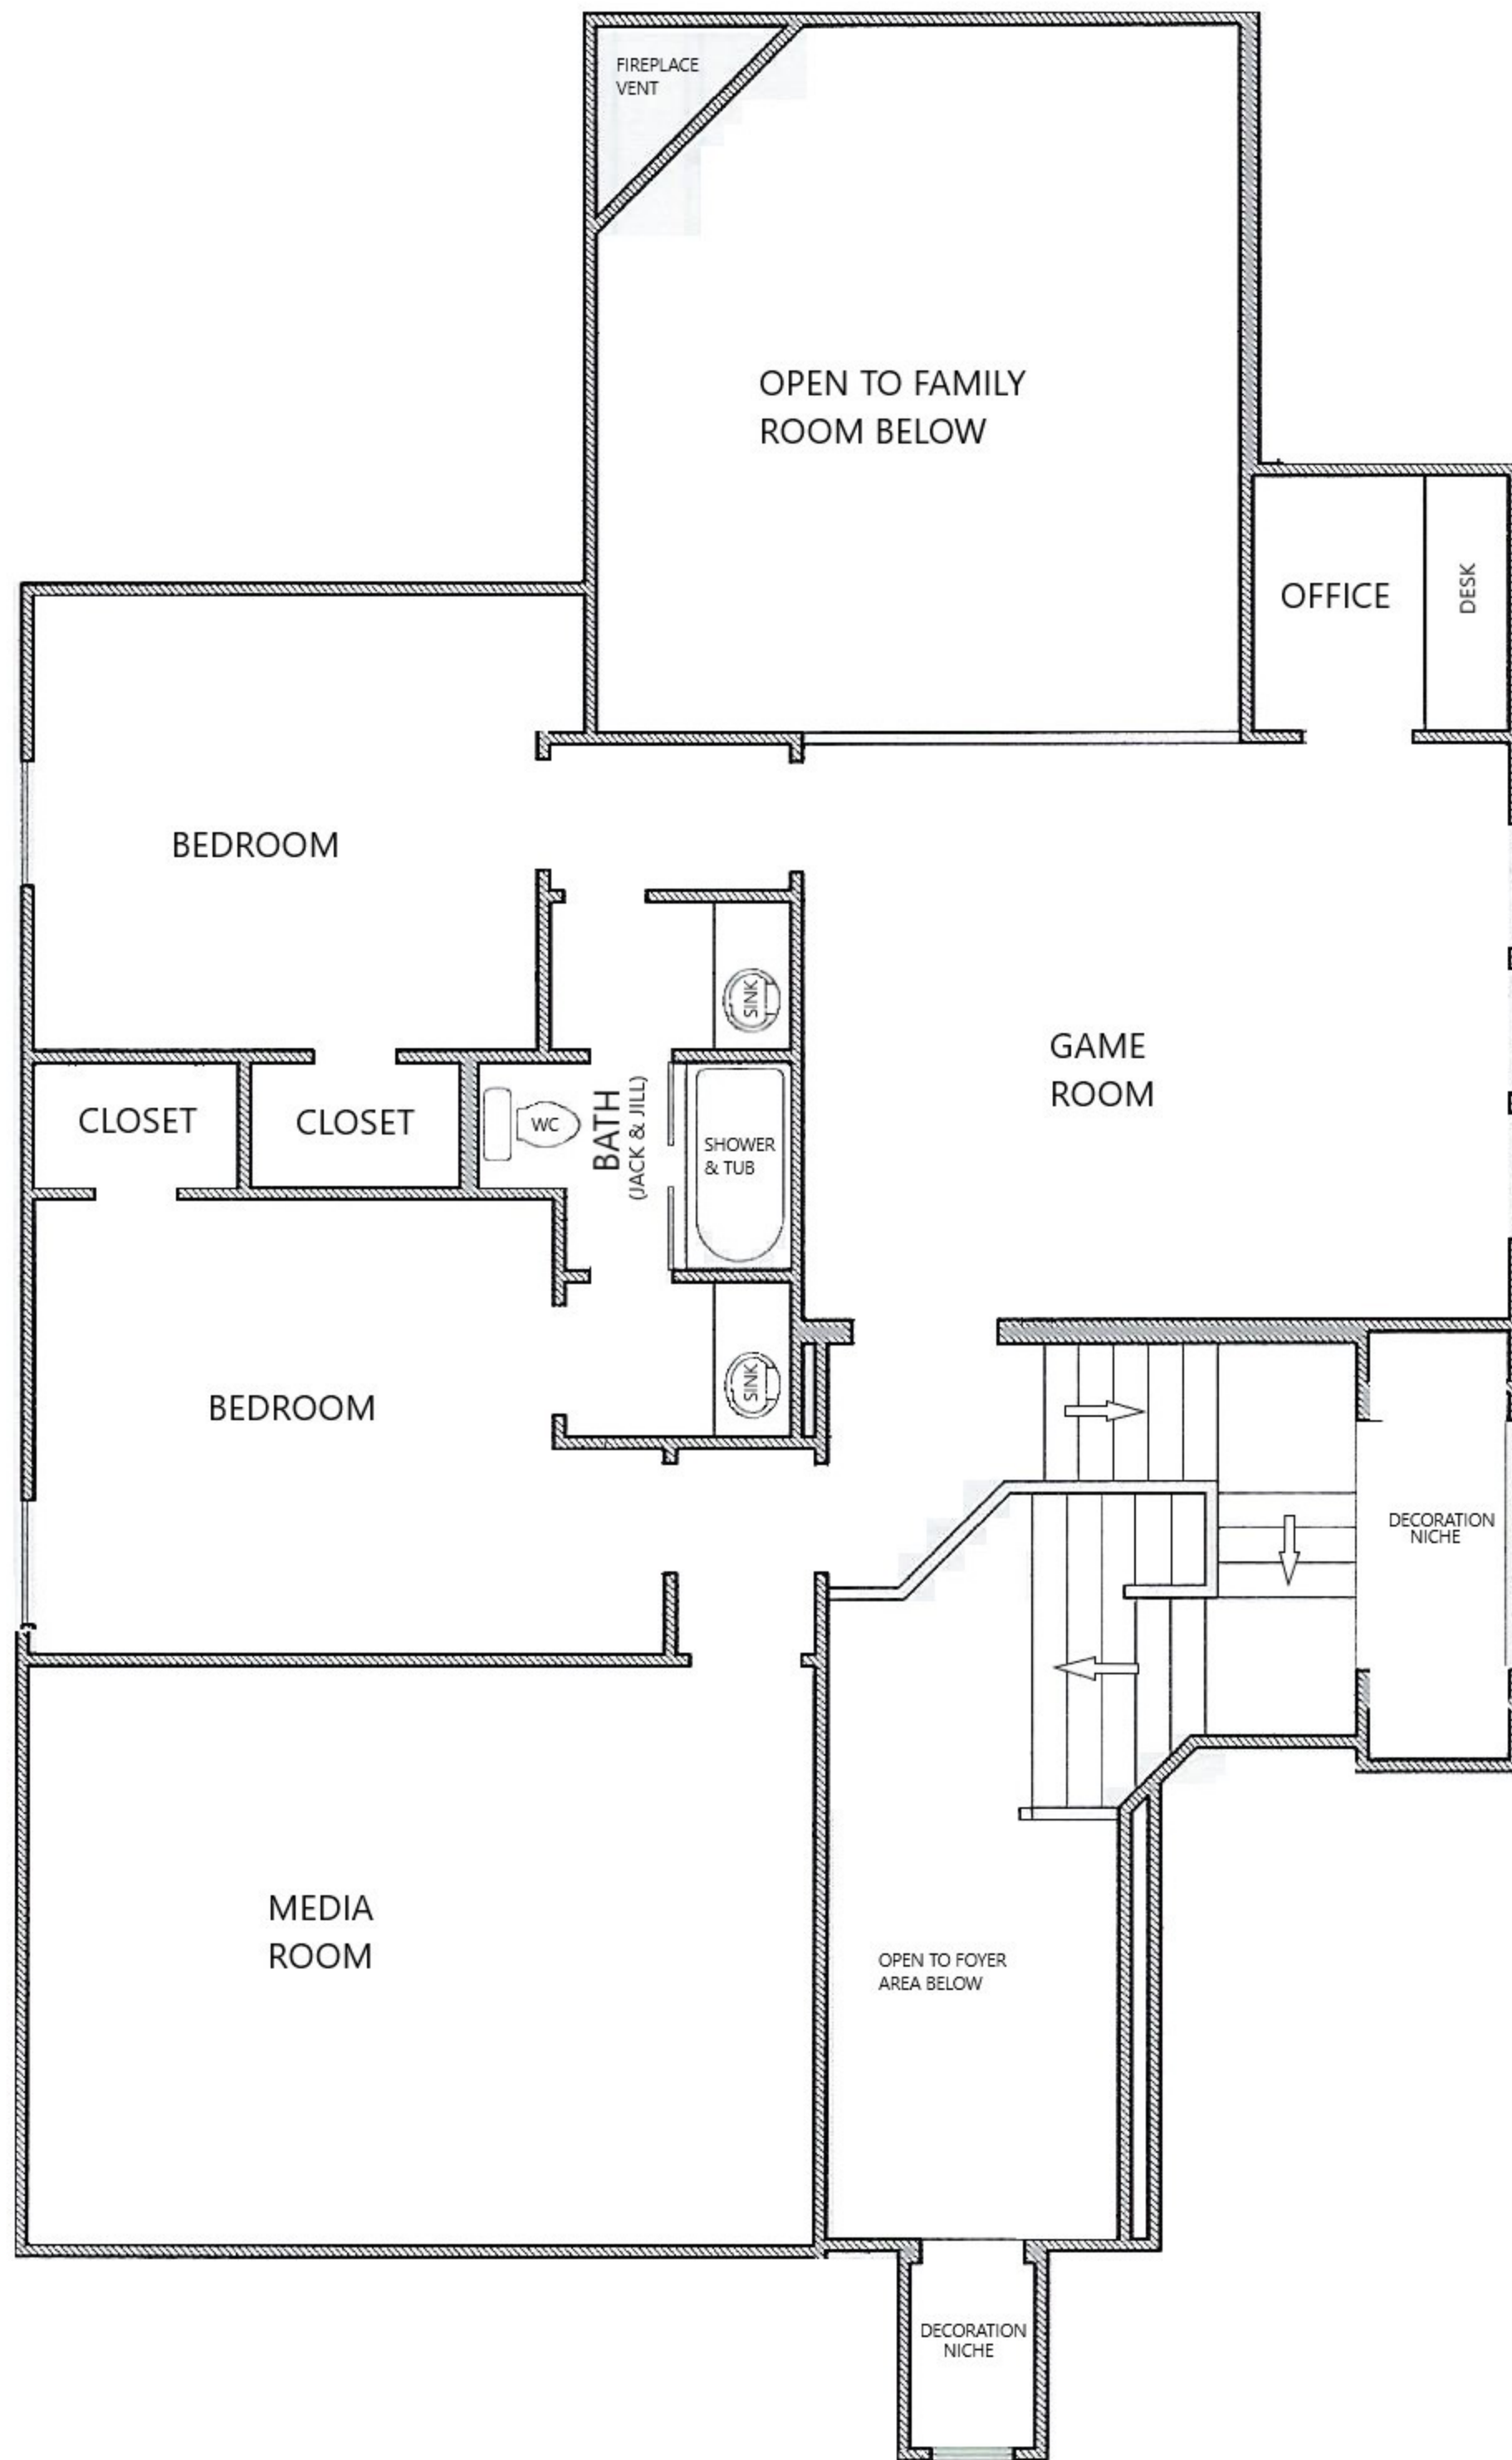 FIREPLACE
VENT
OPEN TO FAMILY
ROOM BELOW
OFFICE
DESK
BEDROOM
SINK
GAME
ROOM
CLOSET
CLOSET
WC
BATH
(JACK & JILL)
SHOWER
& TUB
BEDROOM
SINK
DECORATION
NICHE
MEDIA
ROOM
OPEN TO FOYER
AREA BELOW
DECORATION
NICHE